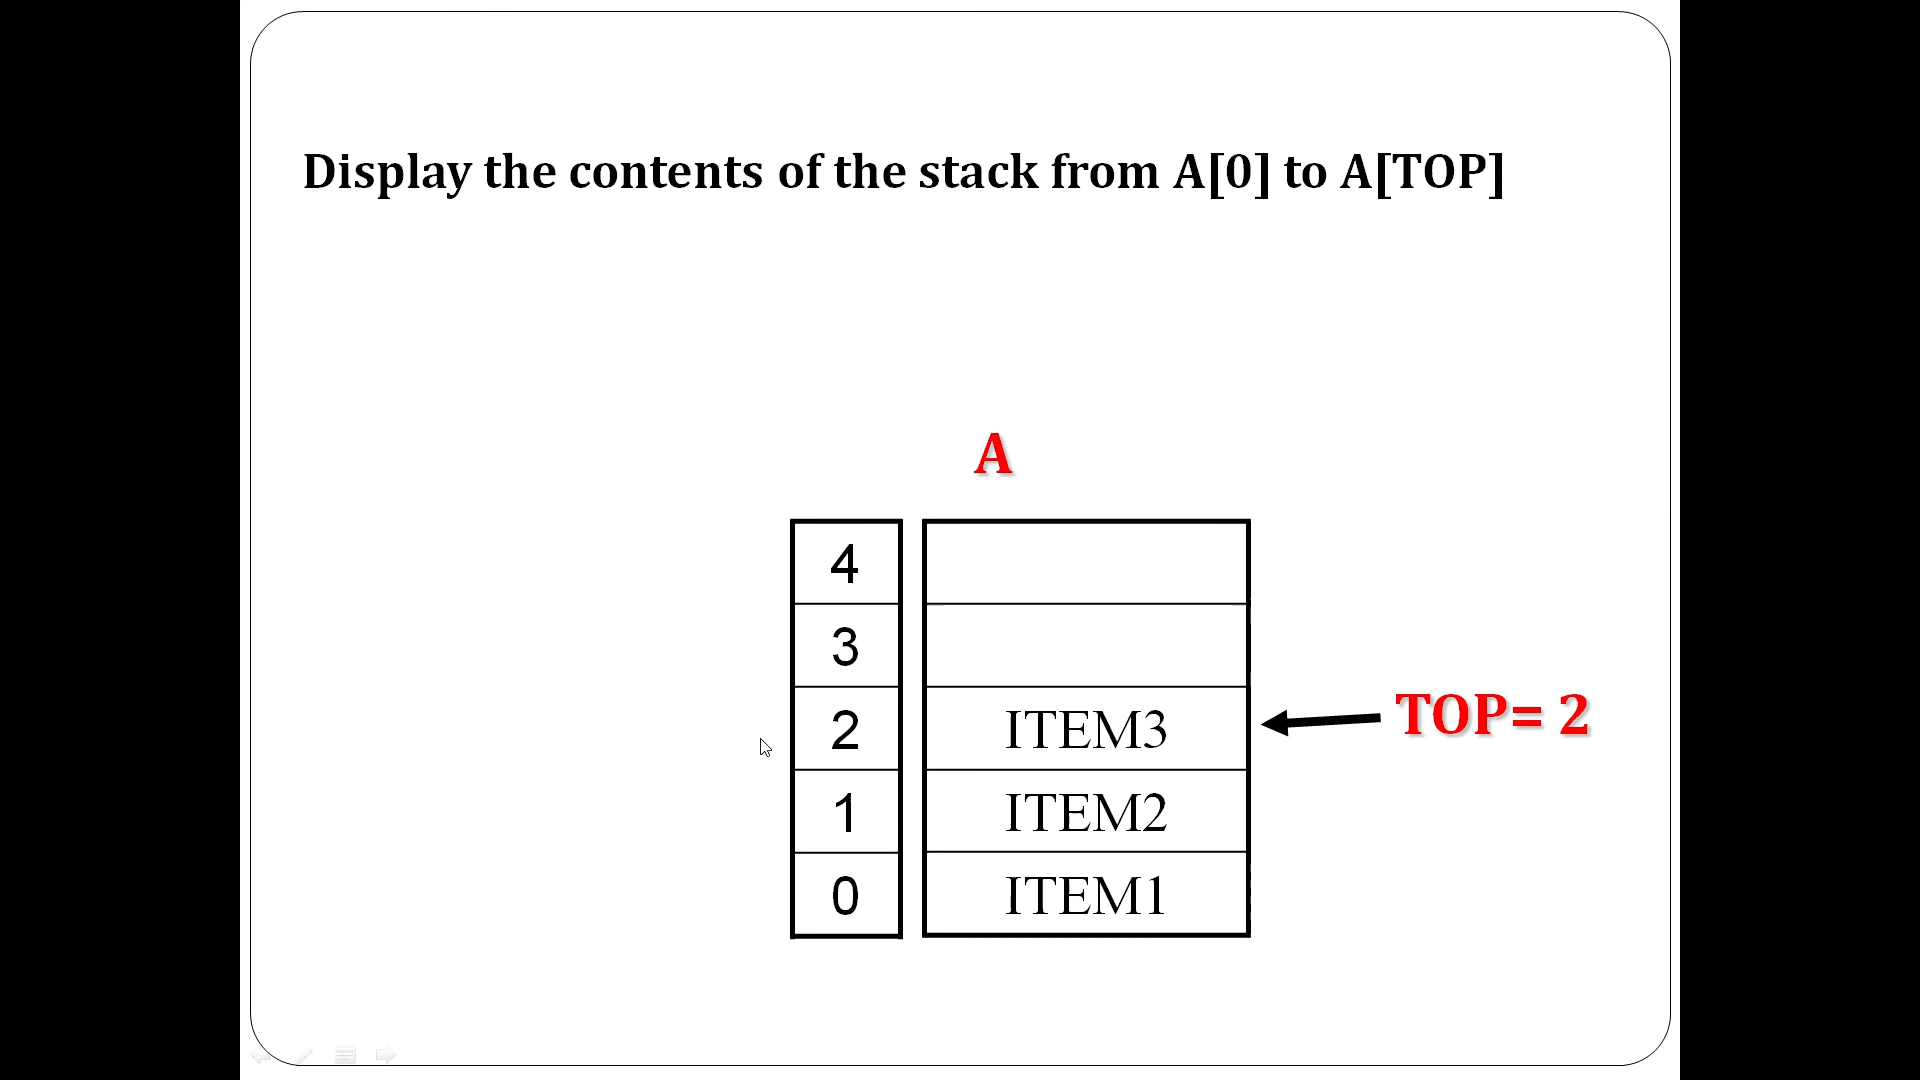 Display the contents of the stack from A[0] to A[TOP]
A
4
3
2 ITEM3 TOP= 2
1 ITEM2
0 ITEM1